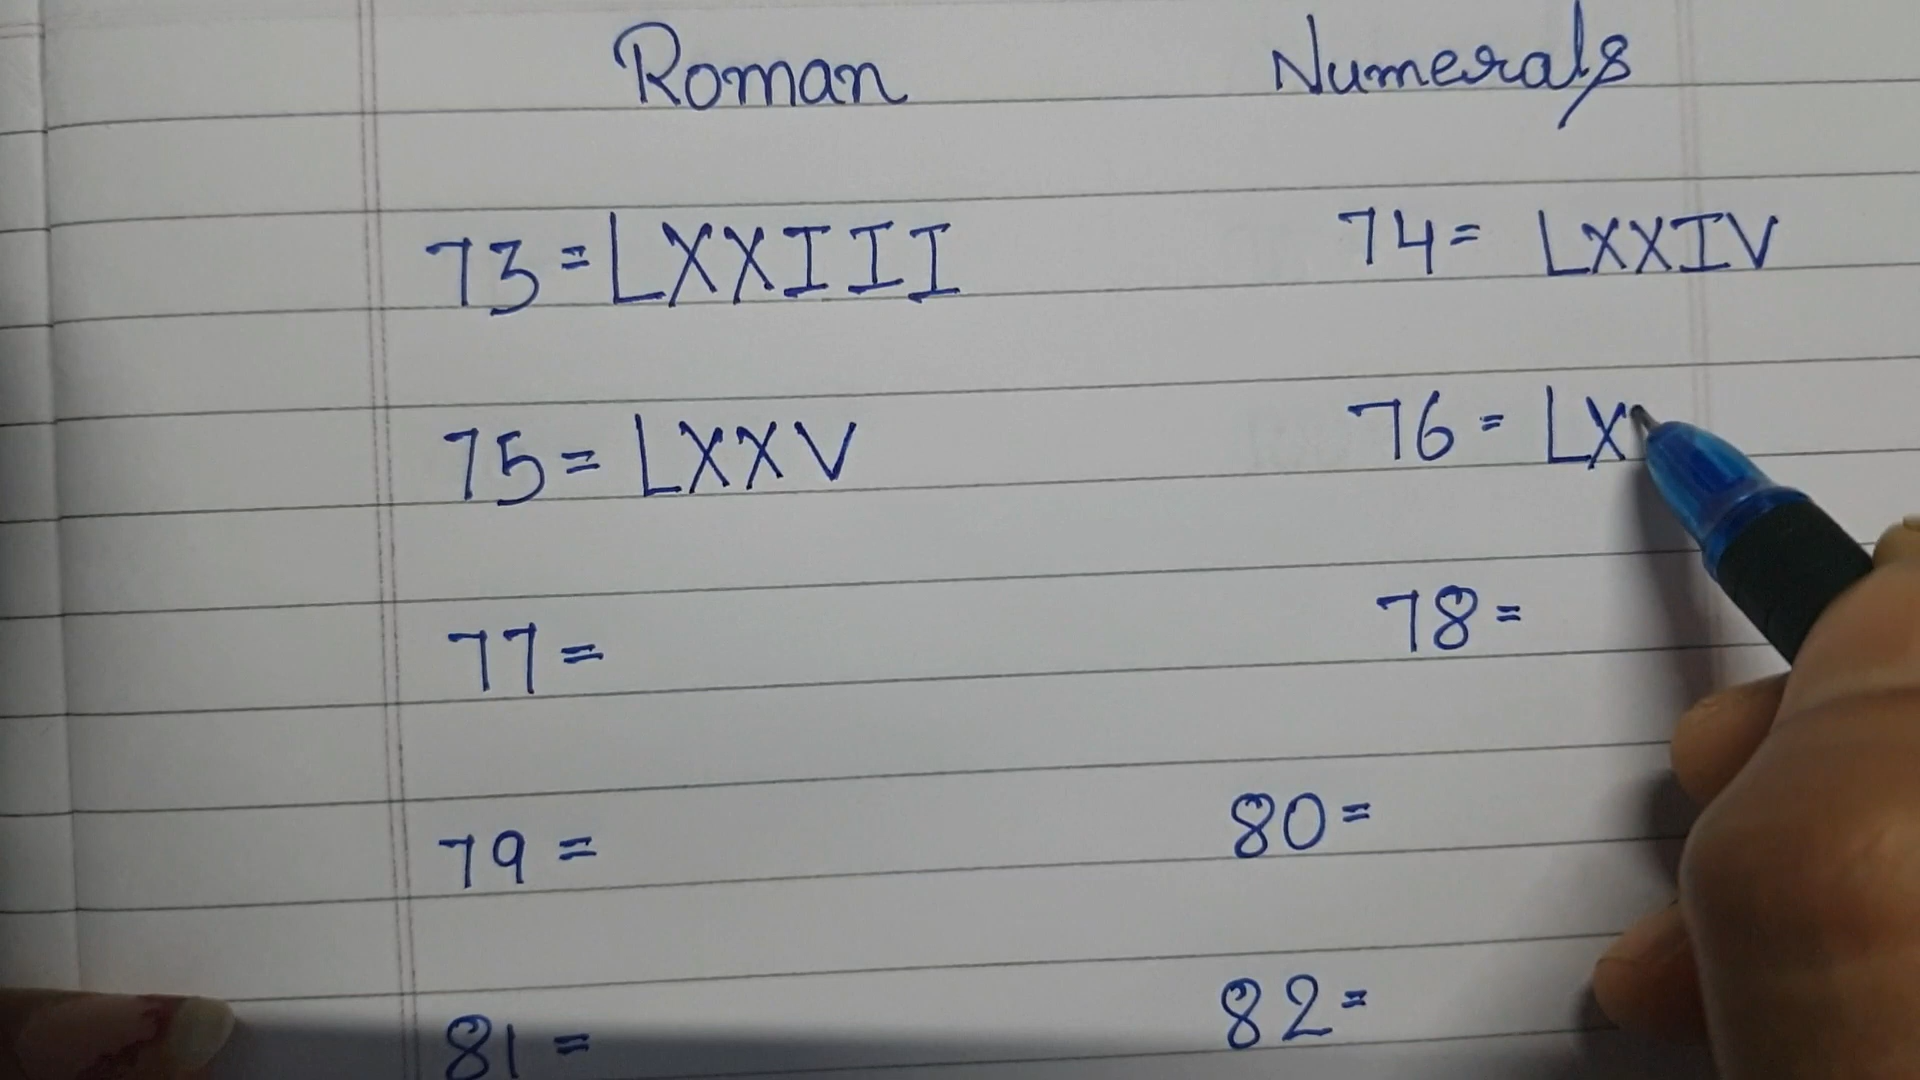 Roman Numerals
73 = LXXIII 74 = LXXIV
75 = LXXV 76 = LX
77 = 78 =
79 = 80 =
81 = 82 =